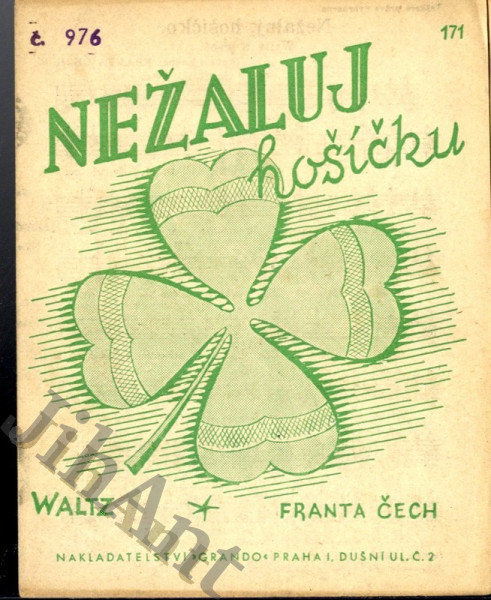 č. 976
171
NEŽALUJ
hošíčku
WALTZ
FRANTA ČECH
NAKLADATELSTVÍ »GRANDO« PRAHA I, DUŠNÍ UL. Č. 2
JihAnt